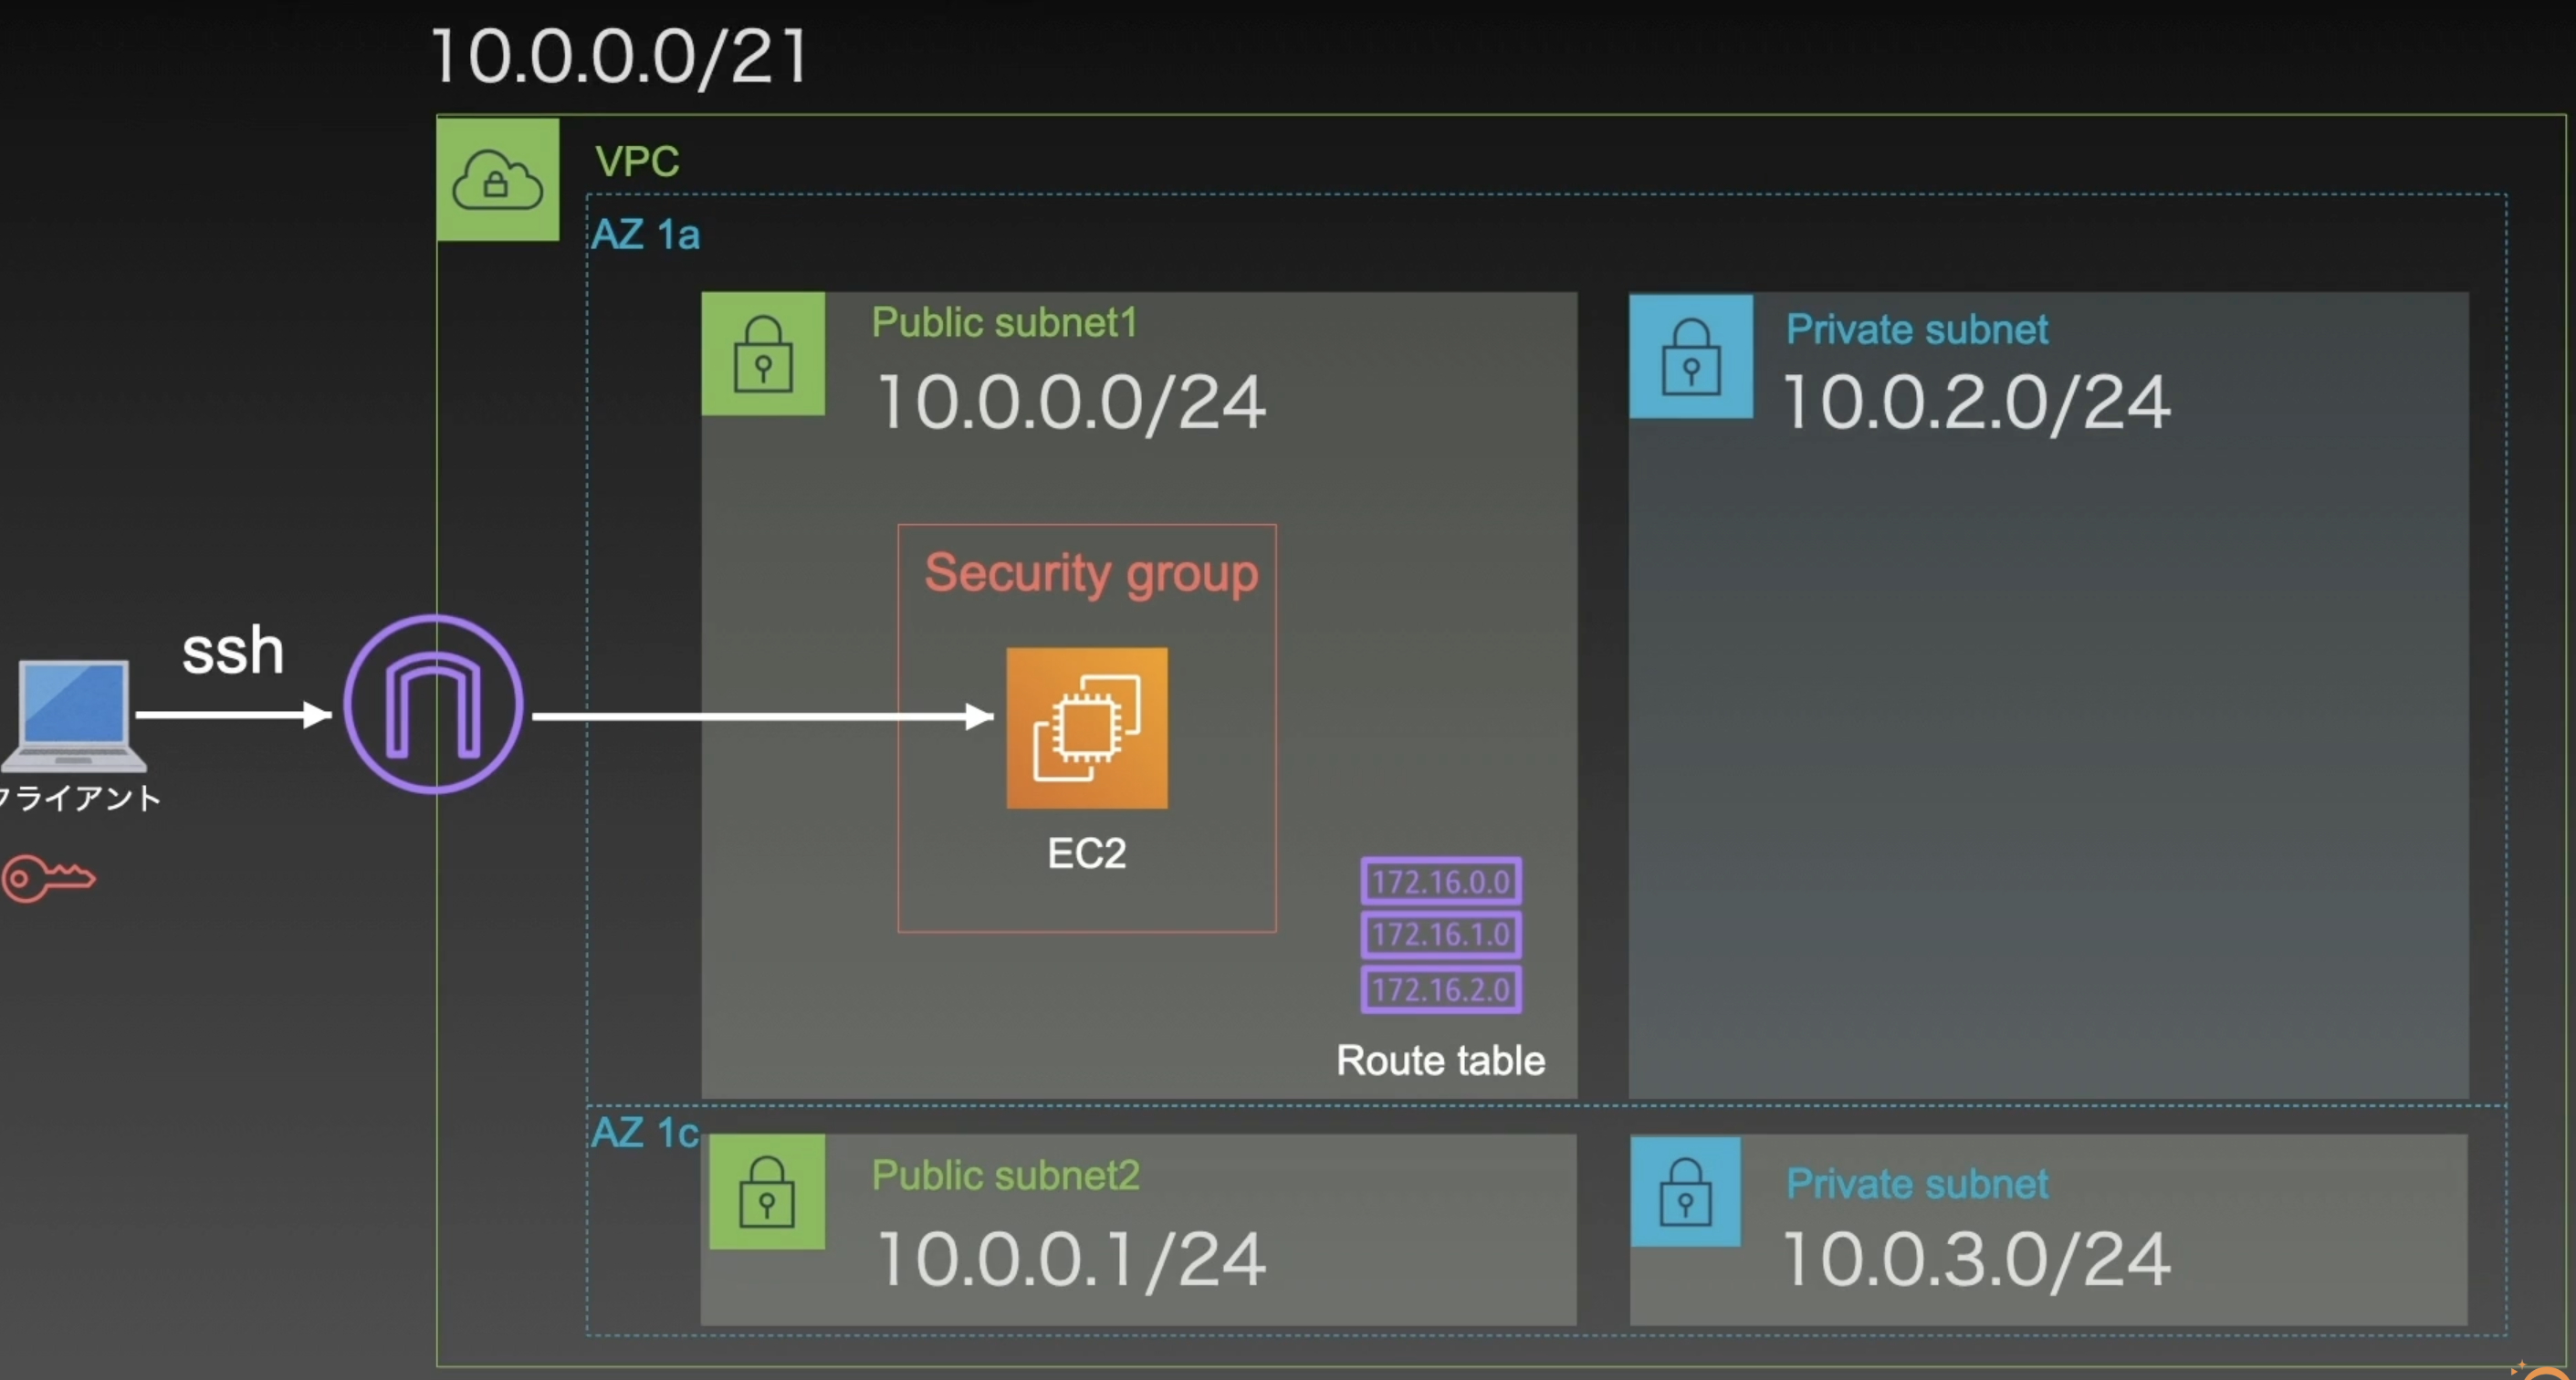 10.0.0.0/21
VPC
AZ 1a
Public subnet1
10.0.0.0/24
Private subnet
10.0.2.0/24
Security group
ssh
クライアント
EC2
172.16.0.0
172.16.1.0
172.16.2.0
Route table
AZ 1c
Public subnet2
10.0.0.1/24
Private subnet
10.0.3.0/24